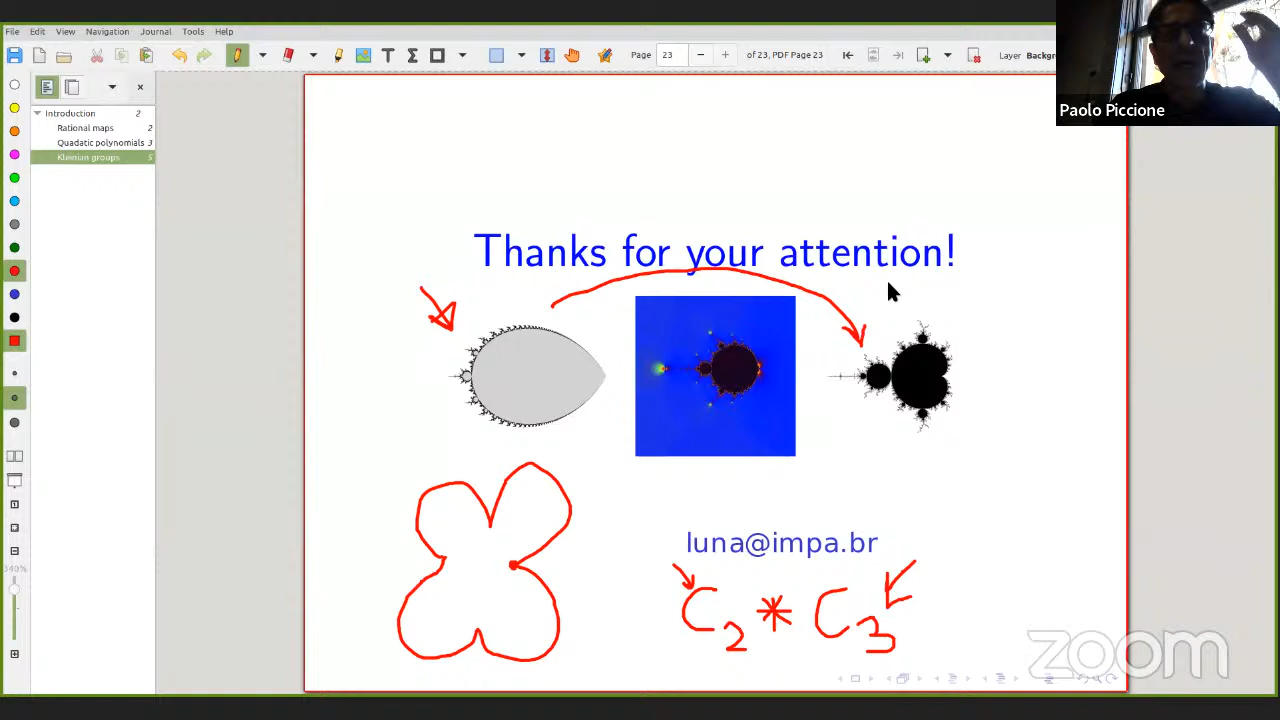 File Edit View Navigation Journal Tools Help
Page 23 of 23, PDF Page 23 Layer Backgro
Introduction 2
Rational maps 2
Quadratic polynomials 3
Kleinian groups 5
Paolo Piccione
Thanks for your attention!
luna@impa.br
C2 * C3
340%
zoom